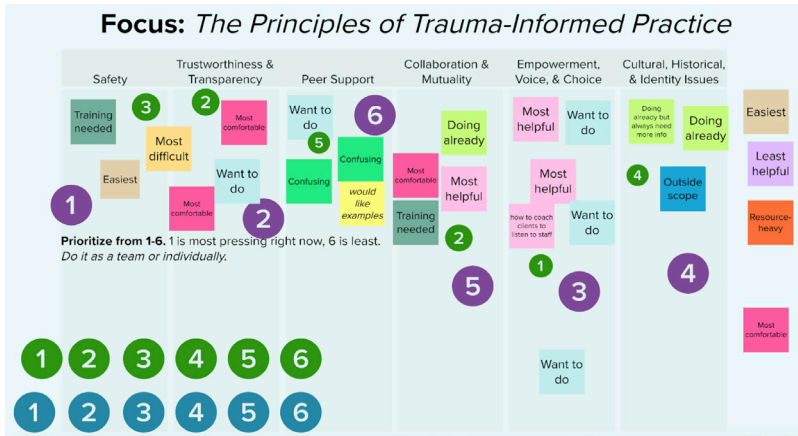 Focus: The Principles of Trauma-Informed Practice
Safety
Trustworthiness &
Transparency
Peer Support
Collaboration &
Mutuality
Empowerment,
Voice, & Choice
Cultural, Historical,
& Identity Issues
Training
needed
3
Most
difficult
Easiest
1
2
Most
comfortable
Want to
do
Most
comfortable
2
Want to
do
5
6
Confusing
Confusing
would
like
examples
Doing
already
Most
comfortable
Most
helpful
Training
needed
2
5
Most
helpful
Want to
do
Most
helpful
how to coach
clients to
listen to staff
Want to
do
1
3
Want to
do
Doing
already but
always need
more info
Doing
already
4
Outside
scope
4
Easiest
Least
helpful
Resource-
heavy
Most
comfortable
Prioritize from 1-6. 1 is most pressing right now, 6 is least.
Do it as a team or individually.
1 2 3 4 5 6
1 2 3 4 5 6